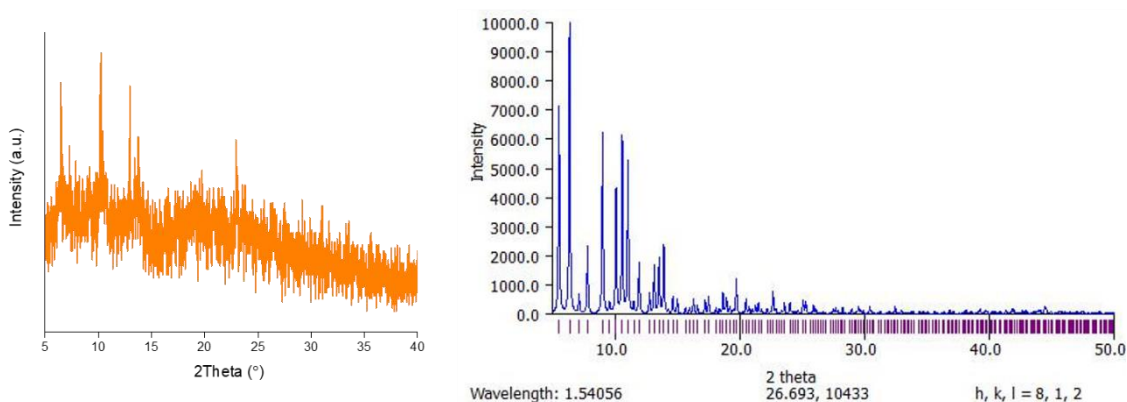 Intensity (a.u.)
5 10 15 20 25 30 35 40
2Theta (°)
10000.0
9000.0
8000.0
7000.0
6000.0
5000.0
4000.0
3000.0
2000.0
1000.0
0.0
Intensity
10.0 20.0 30.0 40.0 50.0
2 theta
Wavelength: 1.54056 26.693, 10433 h, k, l = 8, 1, 2